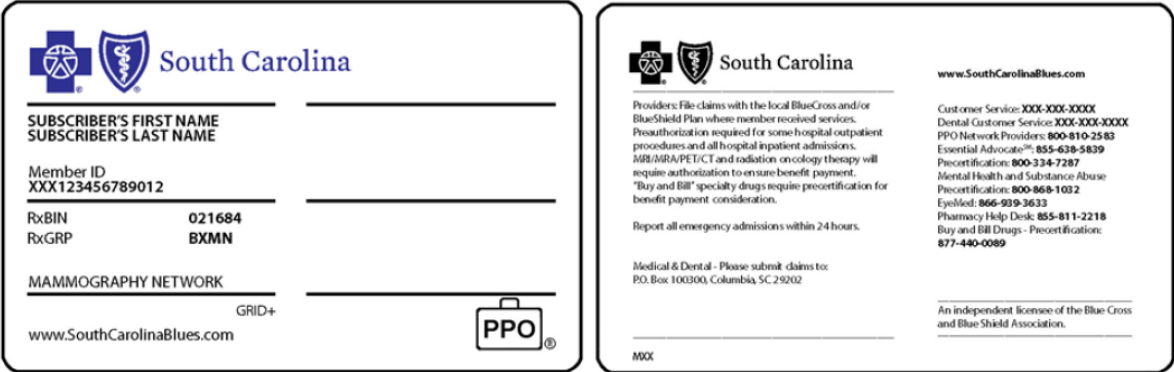 South Carolina
SUBSCRIBER'S FIRST NAME
SUBSCRIBER'S LAST NAME
Member ID
XXX123456789012
RxBIN 021684
RxGRP BXMN
MAMMOGRAPHY NETWORK
GRID+
www.SouthCarolinaBlues.com
PPO
®
South Carolina
Providers: File claims with the local BlueCross and/or
BlueShield Plan where member received services.
Preauthorization required for some hospital outpatient
procedures and all hospital inpatient admissions.
MRI/MRA/PET/CT and radiation oncology therapy will
require authorization to ensure benefit payment.
"Buy and Bill" specialty drugs require precertification for
benefit payment consideration.
Report all emergency admissions within 24 hours.
Medical & Dental - Please submit claims to:
P.O. Box 100300, Columbia, SC 29202
MXX
www.SouthCarolinaBlues.com
Customer Service: XXX-XXX-XXXX
Dental Customer Service: XXX-XXX-XXXX
PPO Network Providers: 800-810-2583
Essential Advocate℠: 855-638-5839
Precertification: 800-334-7287
Mental Health and Substance Abuse
Precertification: 800-868-1032
EyeMed: 866-939-3633
Pharmacy Help Desk: 855-811-2218
Buy and Bill Drugs - Precertification:
877-440-0089
An independent licensee of the Blue Cross
and Blue Shield Association.